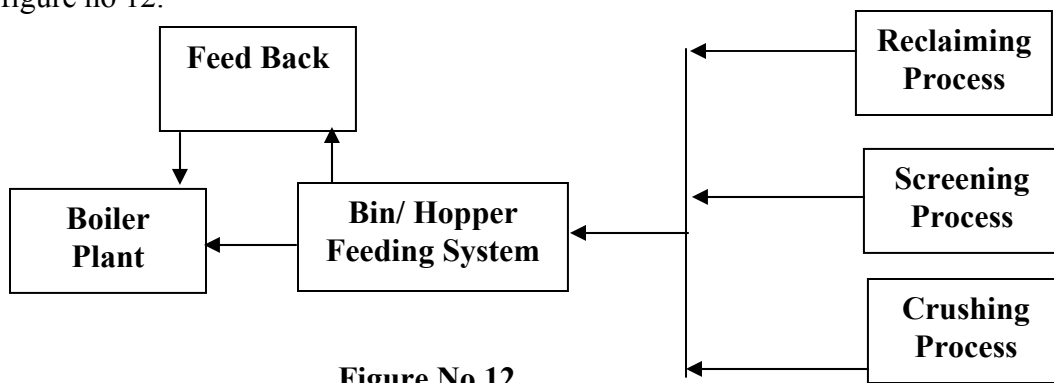 figure no 12.
Feed Back
Reclaiming
Process
Screening
Process
Boiler
Plant
Bin/ Hopper
Feeding System
Crushing
Process
Figure No 12